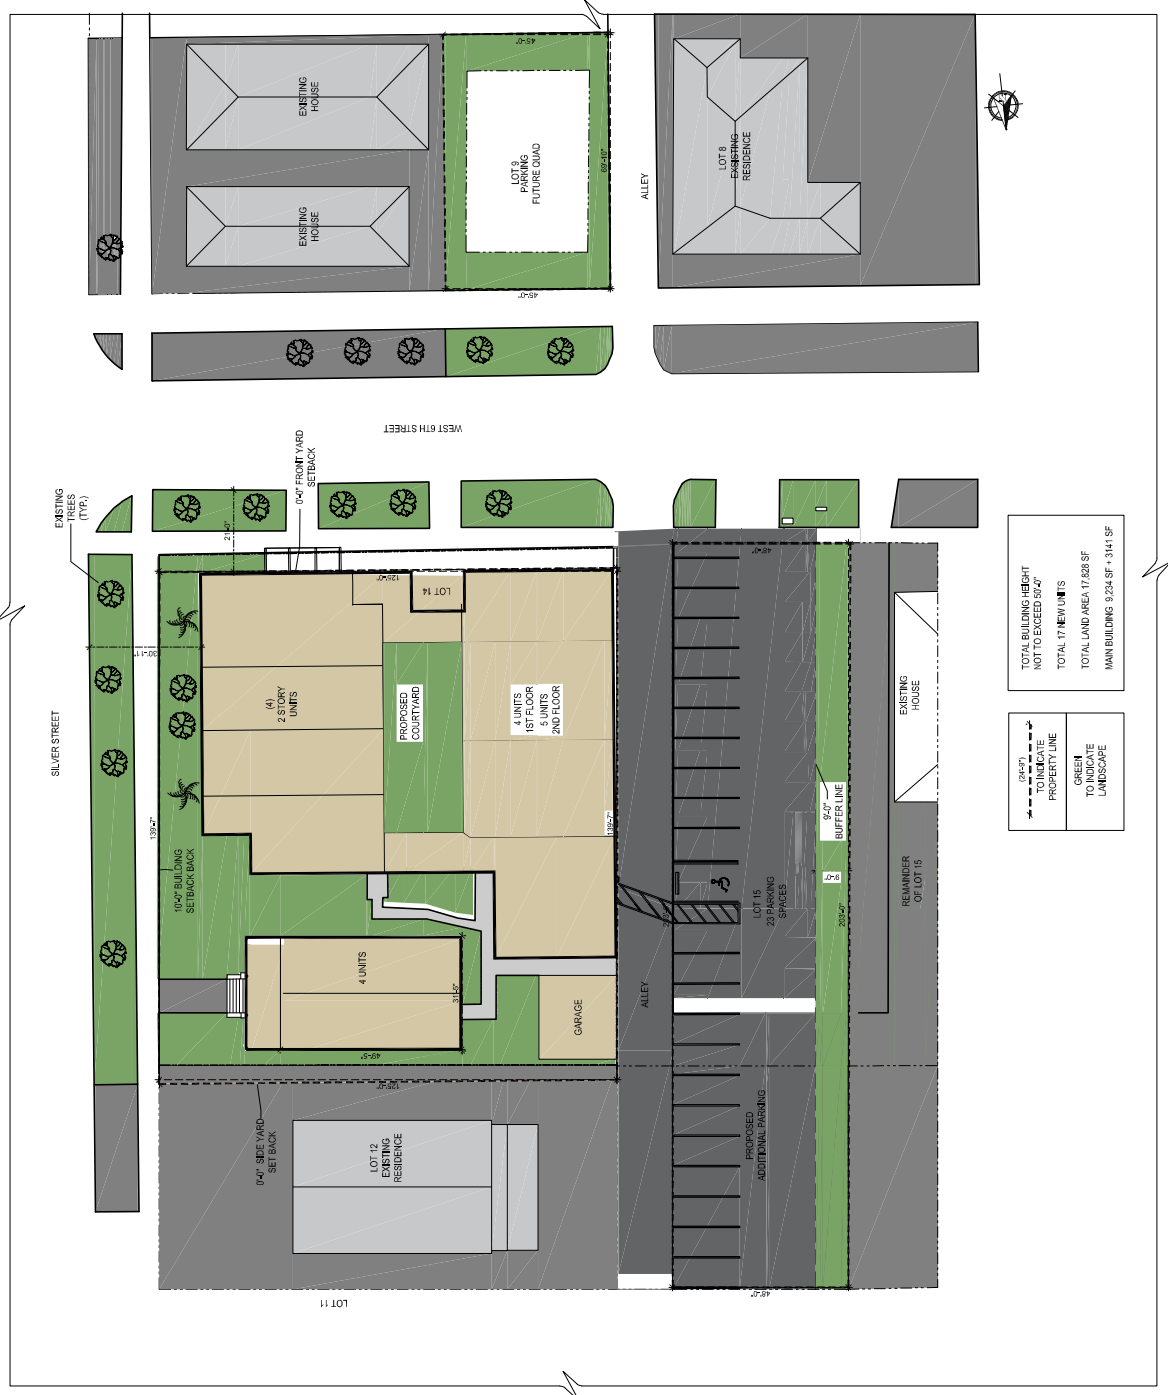 EXISTING
HOUSE
45'-0"
LOT 9
PARKING
FUTURE QUAD
69'-10"
ALLEY
LOT 8
EXSISTING
RESIDENCE
EXISTING
HOUSE
45'-0"
WEST 6TH STREET
EXISTING
TREES
(TYP.)
0'-0" FRONT YARD
SETBACK
21'-0"
125'-0"
LOT 14
30'-11"
SILVER STREET
(4)
2 STORY
UNITS
PROPOSED
COURTYARD
4 UNITS
1ST FLOOR
5 UNITS
2ND FLOOR
139'-7"
139'-7"
10'-0" BUILDING
SETBACK BACK
4 UNITS
31'-5"
49'-5"
GARAGE
ALLEY
LOT 15
23 PARKING
SPACES
9'-0"
BUFFER LINE
9'-0"
203'-0"
EXISTING
HOUSE
REMAINDER
OF LOT 15
TOTAL BUILDING HEIGHT
NOT TO EXCEED 50'-0"
TOTAL 17 NEW UNITS
TOTAL LAND AREA 17,828 SF
MAIN BUILDING 9,234 SF + 3141 SF
TO INDICATE
PROPERTY LINE
GREEN
TO INDICATE
LANDSCAPE
125'-0"
0'-0" SIDE YARD
SET BACK
LOT 12
EXISTING
RESIDENCE
PROPOSED
ADDITIONAL PARKING
48'-0"
LOT 11